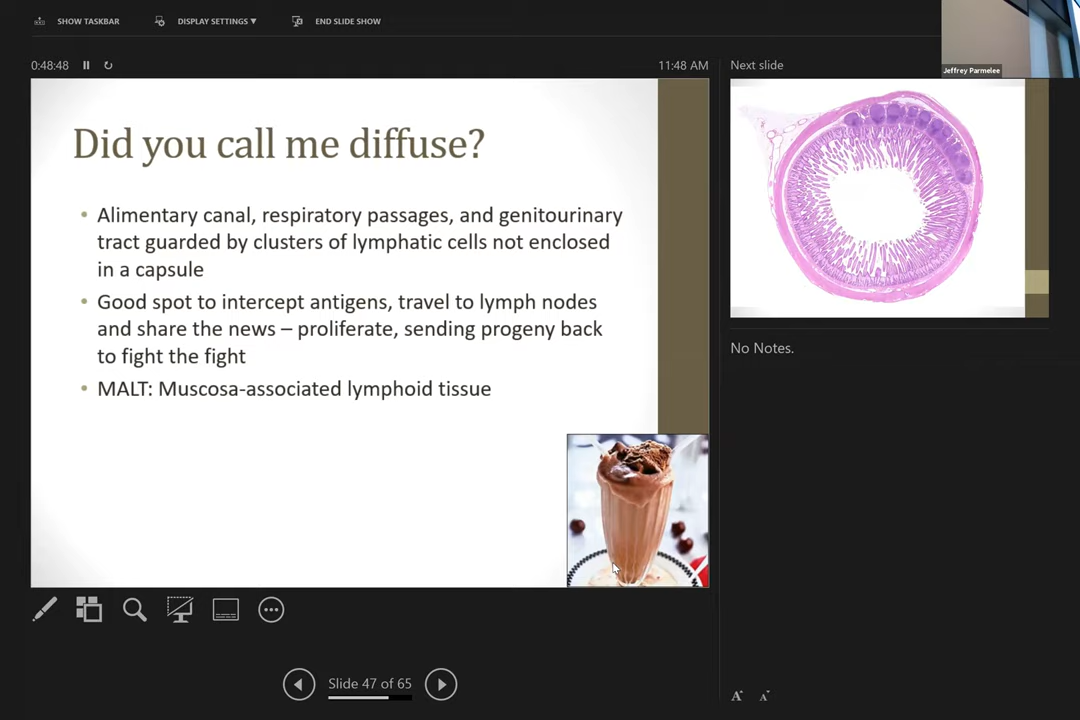 SHOW TASKBAR
DISPLAY SETTINGS ▼
END SLIDE SHOW
0:48:48
11:48 AM
Next slide
Jeffrey Parmelee
Did you call me diffuse?
• Alimentary canal, respiratory passages, and genitourinary
tract guarded by clusters of lymphatic cells not enclosed
in a capsule
• Good spot to intercept antigens, travel to lymph nodes
and share the news – proliferate, sending progeny back
to fight the fight
• MALT: Muscosa-associated lymphoid tissue
No Notes.
Slide 47 of 65
A A